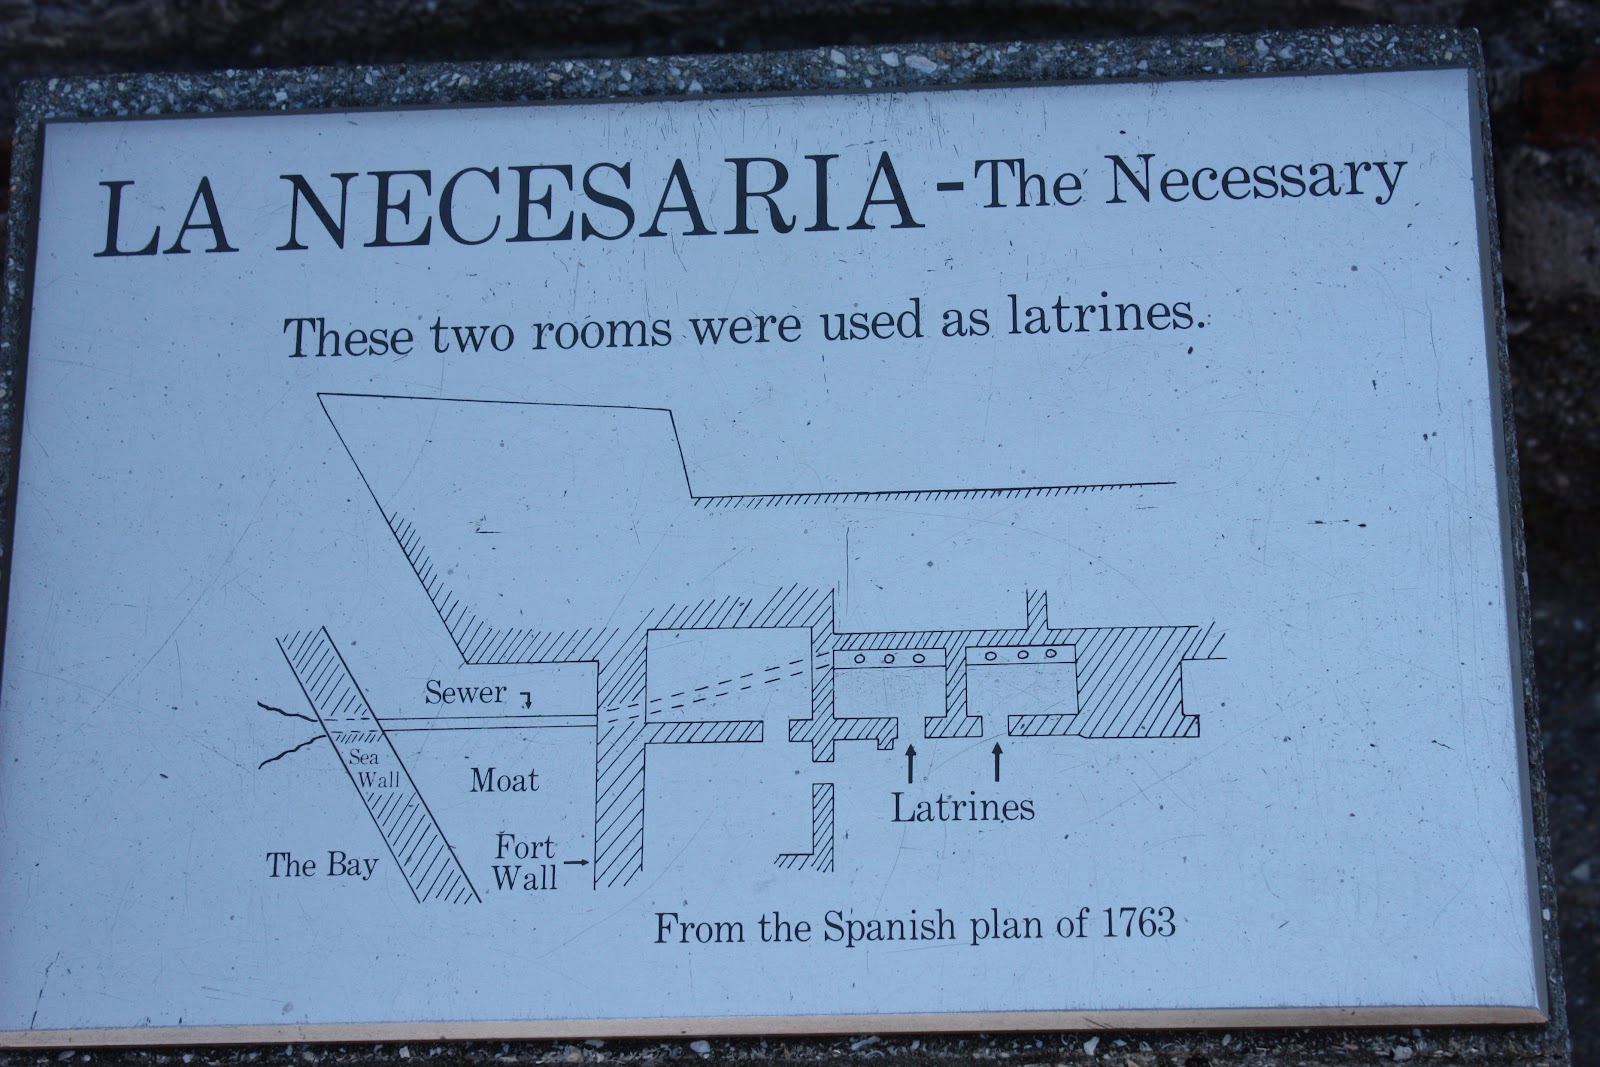 LA NECESARIA - The Necessary
These two rooms were used as latrines.
Sewer
Sea
Wall
Moat
Latrines
Fort
Wall
The Bay
From the Spanish plan of 1763